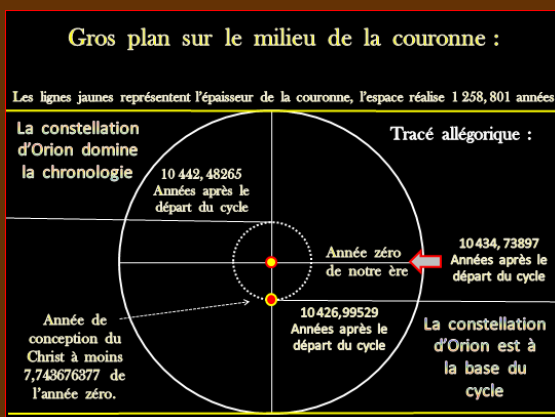 Gros plan sur le milieu de la couronne :
Les lignes jaunes représentent l'épaisseur de la couronne, l'espace réalise 1 258, 801 années
La constellation
d'Orion domine
la chronologie
Tracé allégorique :
10 442, 48265
Années après le
départ du cycle
Année zéro
de notre ère
10 434, 73897
Années après le
départ du cycle
Année de
conception du
Christ à moins
7,743676377 de
l'année zéro.
10 426,99529
Années après le
départ du cycle
La constellation
d'Orion est à
la base du
cycle